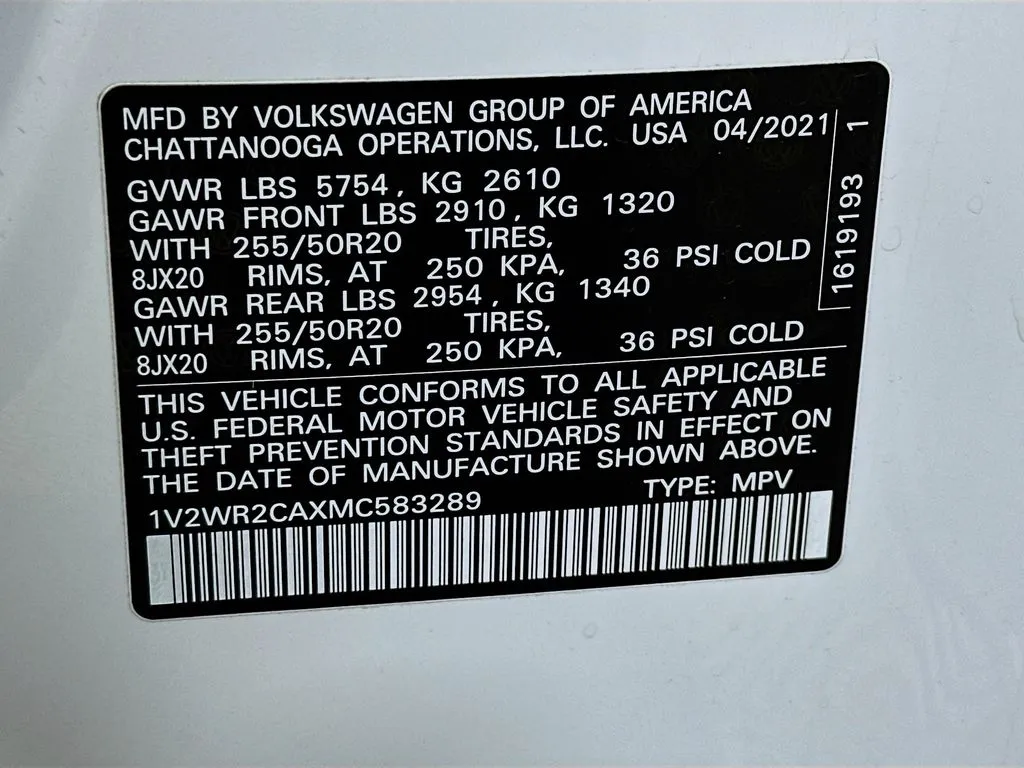 MFD BY VOLKSWAGEN GROUP OF AMERICA
CHATTANOOGA OPERATIONS, LLC. USA 04/2021
GVWR LBS 5754, KG 2610
GAWR FRONT LBS 2910, KG 1320
WITH 255/50R20 TIRES,
8JX20 RIMS, AT 250 KPA, 36 PSI COLD
GAWR REAR LBS 2954, KG 1340
WITH 255/50R20 TIRES,
8JX20 RIMS, AT 250 KPA, 36 PSI COLD
1619193 1
THIS VEHICLE CONFORMS TO ALL APPLICABLE
U.S. FEDERAL MOTOR VEHICLE SAFETY AND
THEFT PREVENTION STANDARDS IN EFFECT ON
THE DATE OF MANUFACTURE SHOWN ABOVE.
1V2WR2CAXMC583289 TYPE: MPV